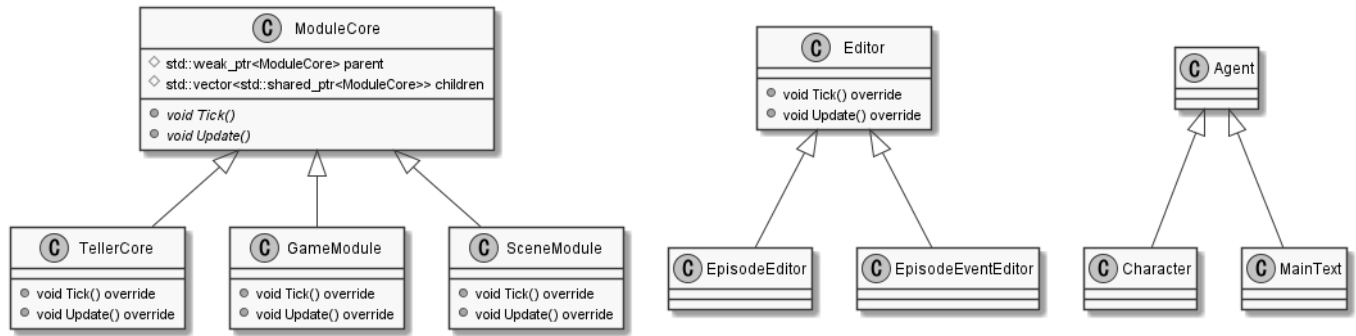 C ModuleCore
std::weak_ptr<ModuleCore> parent
std::vector<std::shared_ptr<ModuleCore>> children
void Tick()
void Update()
C TellerCore
void Tick() override
void Update() override
C GameModule
void Tick() override
void Update() override
C SceneModule
void Tick() override
void Update() override
C Editor
void Tick() override
void Update() override
C EpisodeEditor
C EpisodeEventEditor
C Agent
C Character
C MainText